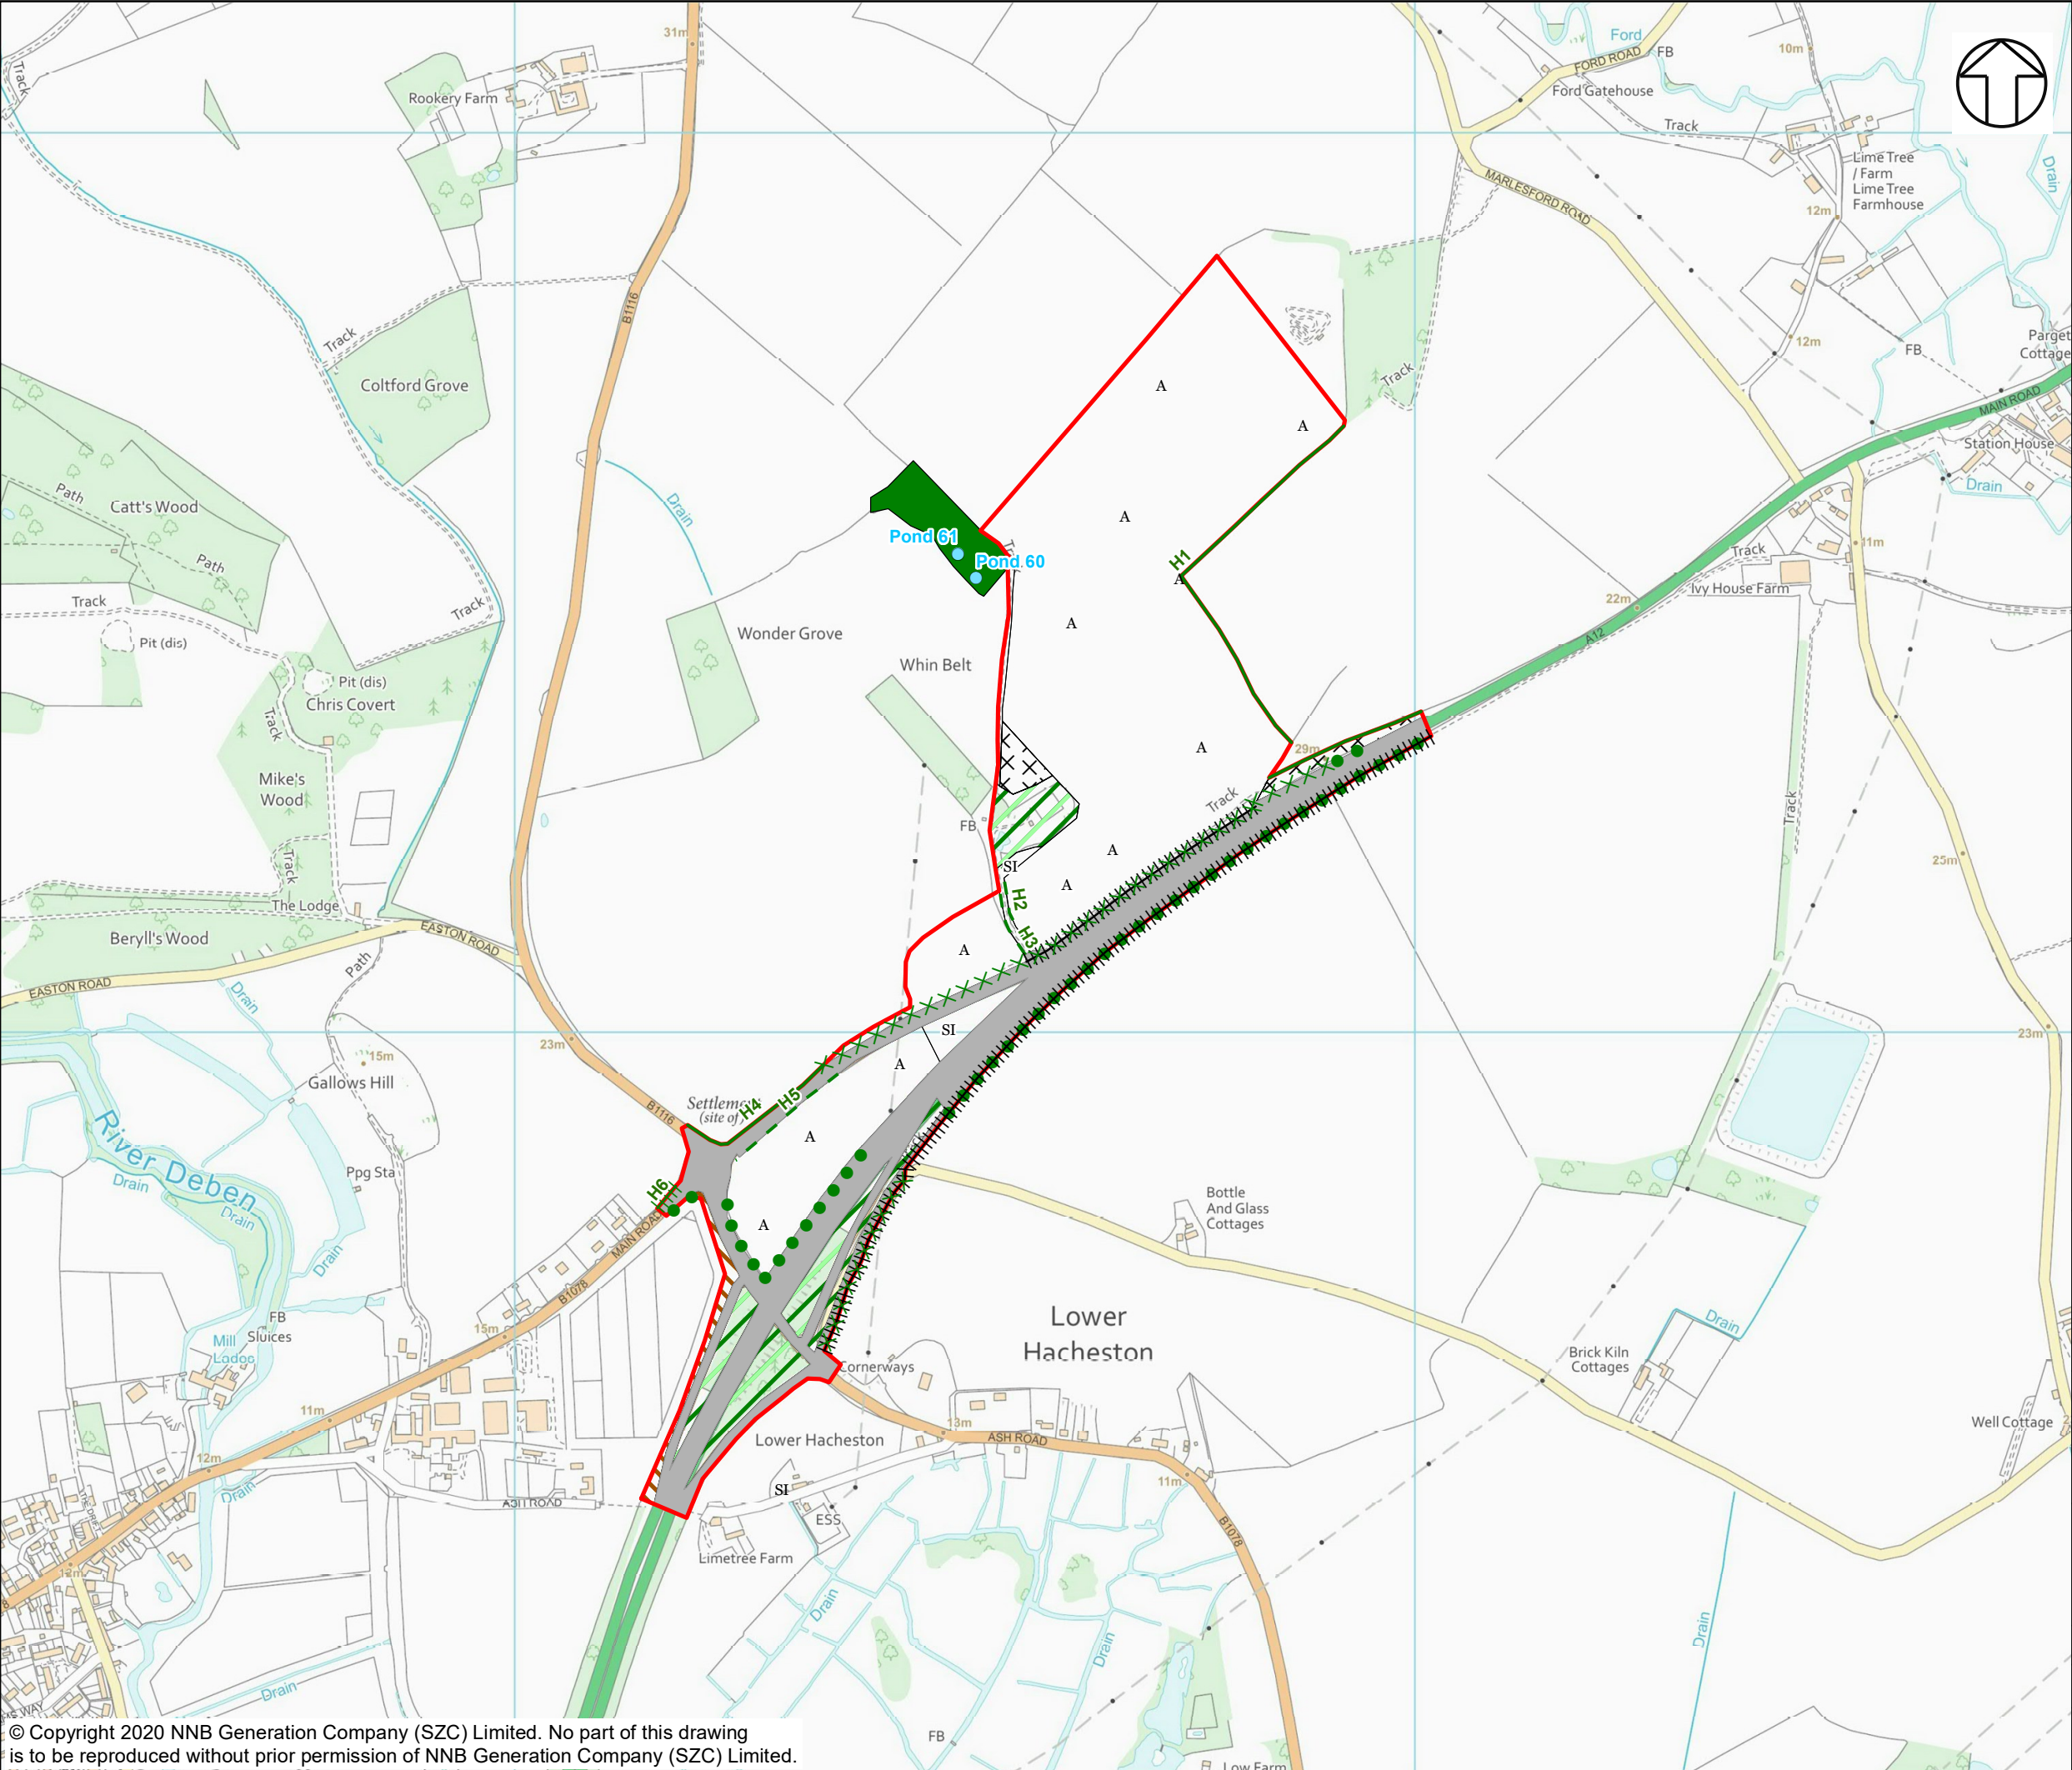 31m
Track
Rookery Farm
Ford
FORD ROAD
FB
10m
Ford Gatehouse
Track
Lime Tree
/ Farm
Lime Tree
Farmhouse
Drain
MARLESFORD ROAD
12m
B1116
Track
Coltford Grove
A
Track
12m
FB
Parget
Cottage
MAIN ROAD
Station House
A
Drain
Path
Catt's Wood
Path
Drain
A
Pond 61
Pond 60
H1
A
11m
Track
Ivy House Farm
22m
A12
Track
Track
Pit (dis)
Wonder Grove
A
Whin Belt
Pit (dis)
Chris Covert
Track
A
29m
Mike's
Wood
Track
FB
SI
A
A
Track
25m
Track
The Lodge
H2
H3
Beryll's Wood
EASTON ROAD
A
Path
EASTON ROAD
Drain
SI
23m
23m
15m
Gallows Hill
A
B1116
(site of)
H4
H5
A
River Deben
Drain
Drain
Ppg Sta
Drain
H6
MAIN ROAD
A
Bottle
And Glass
Cottages
B1078
15m
FB
Sluices
Mill
Lower
Hacheston
Drain
Brick Kiln
Cottages
Cornerways
11m
13m
ASH ROAD
Lower Hacheston
Well Cottage
12m
Drain
SI
11m
ESS
B1078
Limetree Farm
12m
Drain
Drain
Drain
Drain
FB
Low Farm
© Copyright 2020 NNB Generation Company (SZC) Limited. No part of this drawing
is to be reproduced without prior permission of NNB Generation Company (SZC) Limited.